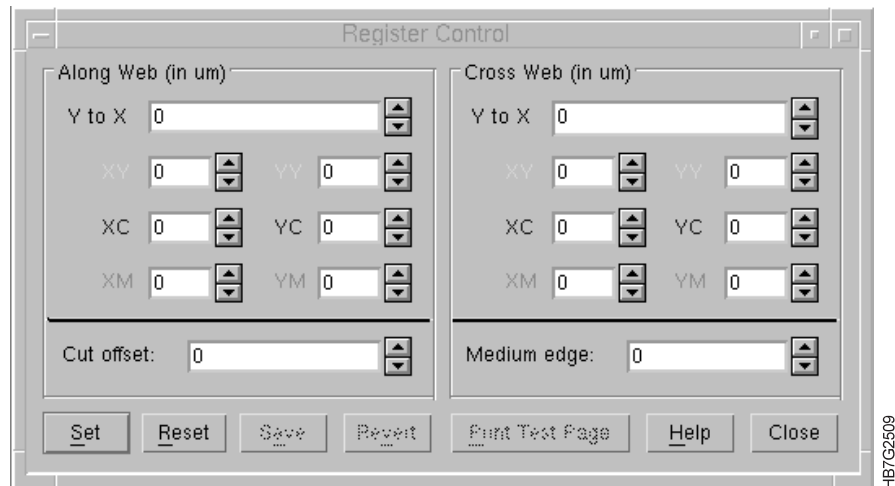 Register Control
Along Web (in um)
Y to X 0
XY 0 YY 0
XC 0 YC 0
XM 0 YM 0
Cut offset: 0
Cross Web (in um)
Y to X 0
XY 0 YY 0
XC 0 YC 0
XM 0 YM 0
Medium edge: 0
Set Reset Save Revert Print Test Page Help Close
HB7G2509